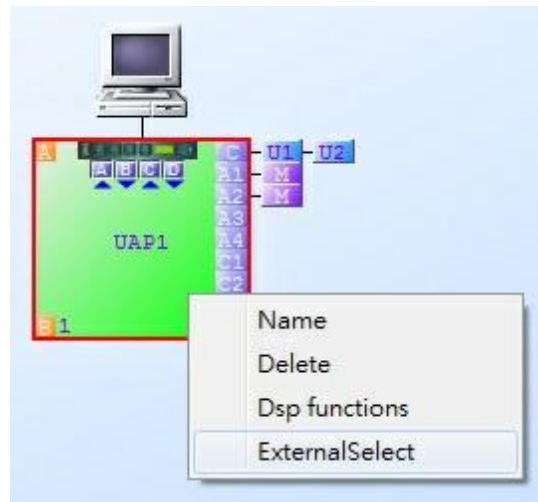 A
C
U1
U2
A B C D
A1
M
A2
M
A3
UAP1
A4
C1
C2
B 1
Name
Delete
Dsp functions
ExternalSelect